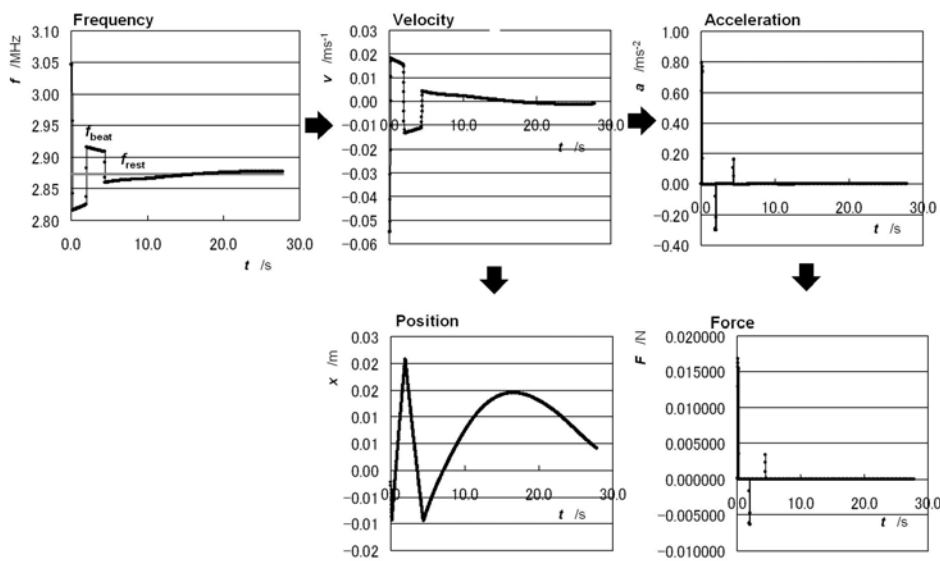 Frequency
f /MHz
3.10
3.05
3.00
2.95
2.90
2.85
2.80
f beat
f rest
0.0 10.0 20.0 30.0
t /s
Velocity
v /ms-1
0.03
0.02
0.01
0.00
−0.01
−0.02
−0.03
−0.04
−0.05
−0.06
0.0 10.0 20.0 30.0
t /s
Acceleration
a /ms-2
1.00
0.80
0.60
0.40
0.20
0.00
−0.20
−0.40
0.0 10.0 20.0 30.0
t /s
Position
x /m
0.03
0.02
0.02
0.01
0.01
0.00
−0.01
−0.01
−0.02
0.0 10.0 20.0 30.0
t /s
Force
F /N
0.020000
0.015000
0.010000
0.005000
0.000000
−0.005000
−0.010000
0.0 10.0 20.0 30.0
t /s